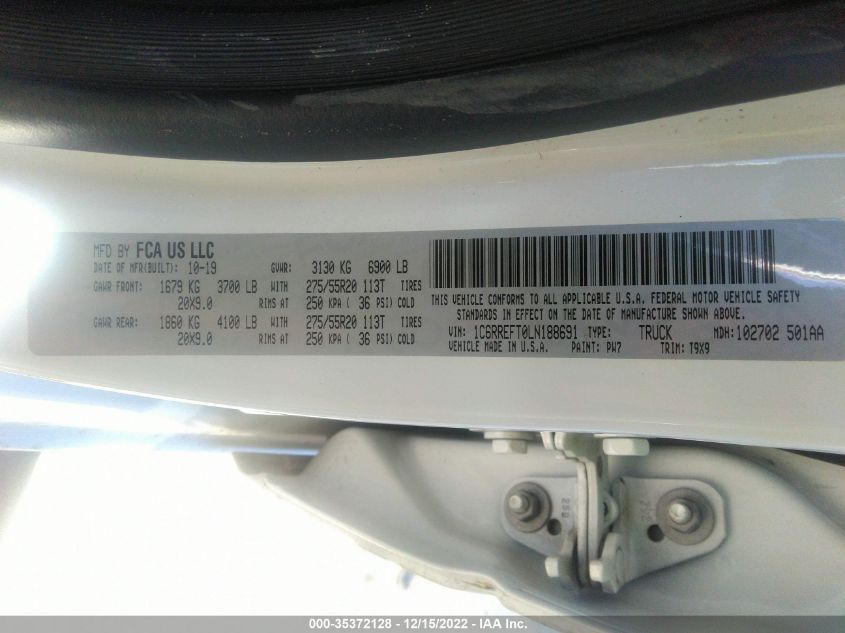 MFD BY FCA US LLC
DATE OF MFR(BUILT): 10-19 GVWR: 3130 KG 6900 LB
GAWR FRONT: 1679 KG 3700 LB WITH 275/55R20 113T TIRES
20X9.0 RIMS AT 250 KPA ( 36 PSI) COLD
GAWR REAR: 1860 KG 4100 LB WITH 275/55R20 113T TIRES
20X9.0 RIMS AT 250 KPA ( 36 PSI) COLD
THIS VEHICLE CONFORMS TO ALL APPLICABLE U.S.A. FEDERAL MOTOR VEHICLE SAFETY
STANDARDS IN EFFECT ON THE DATE OF MANUFACTURE SHOWN ABOVE.
VIN: 1C6RREFT0LN188691 TYPE: TRUCK MDH: 102702 501AA
VEHICLE MADE IN U.S.A. PAINT: PW7 TRIM: T9X9
000-35372128 - 12/15/2022 - IAA Inc.